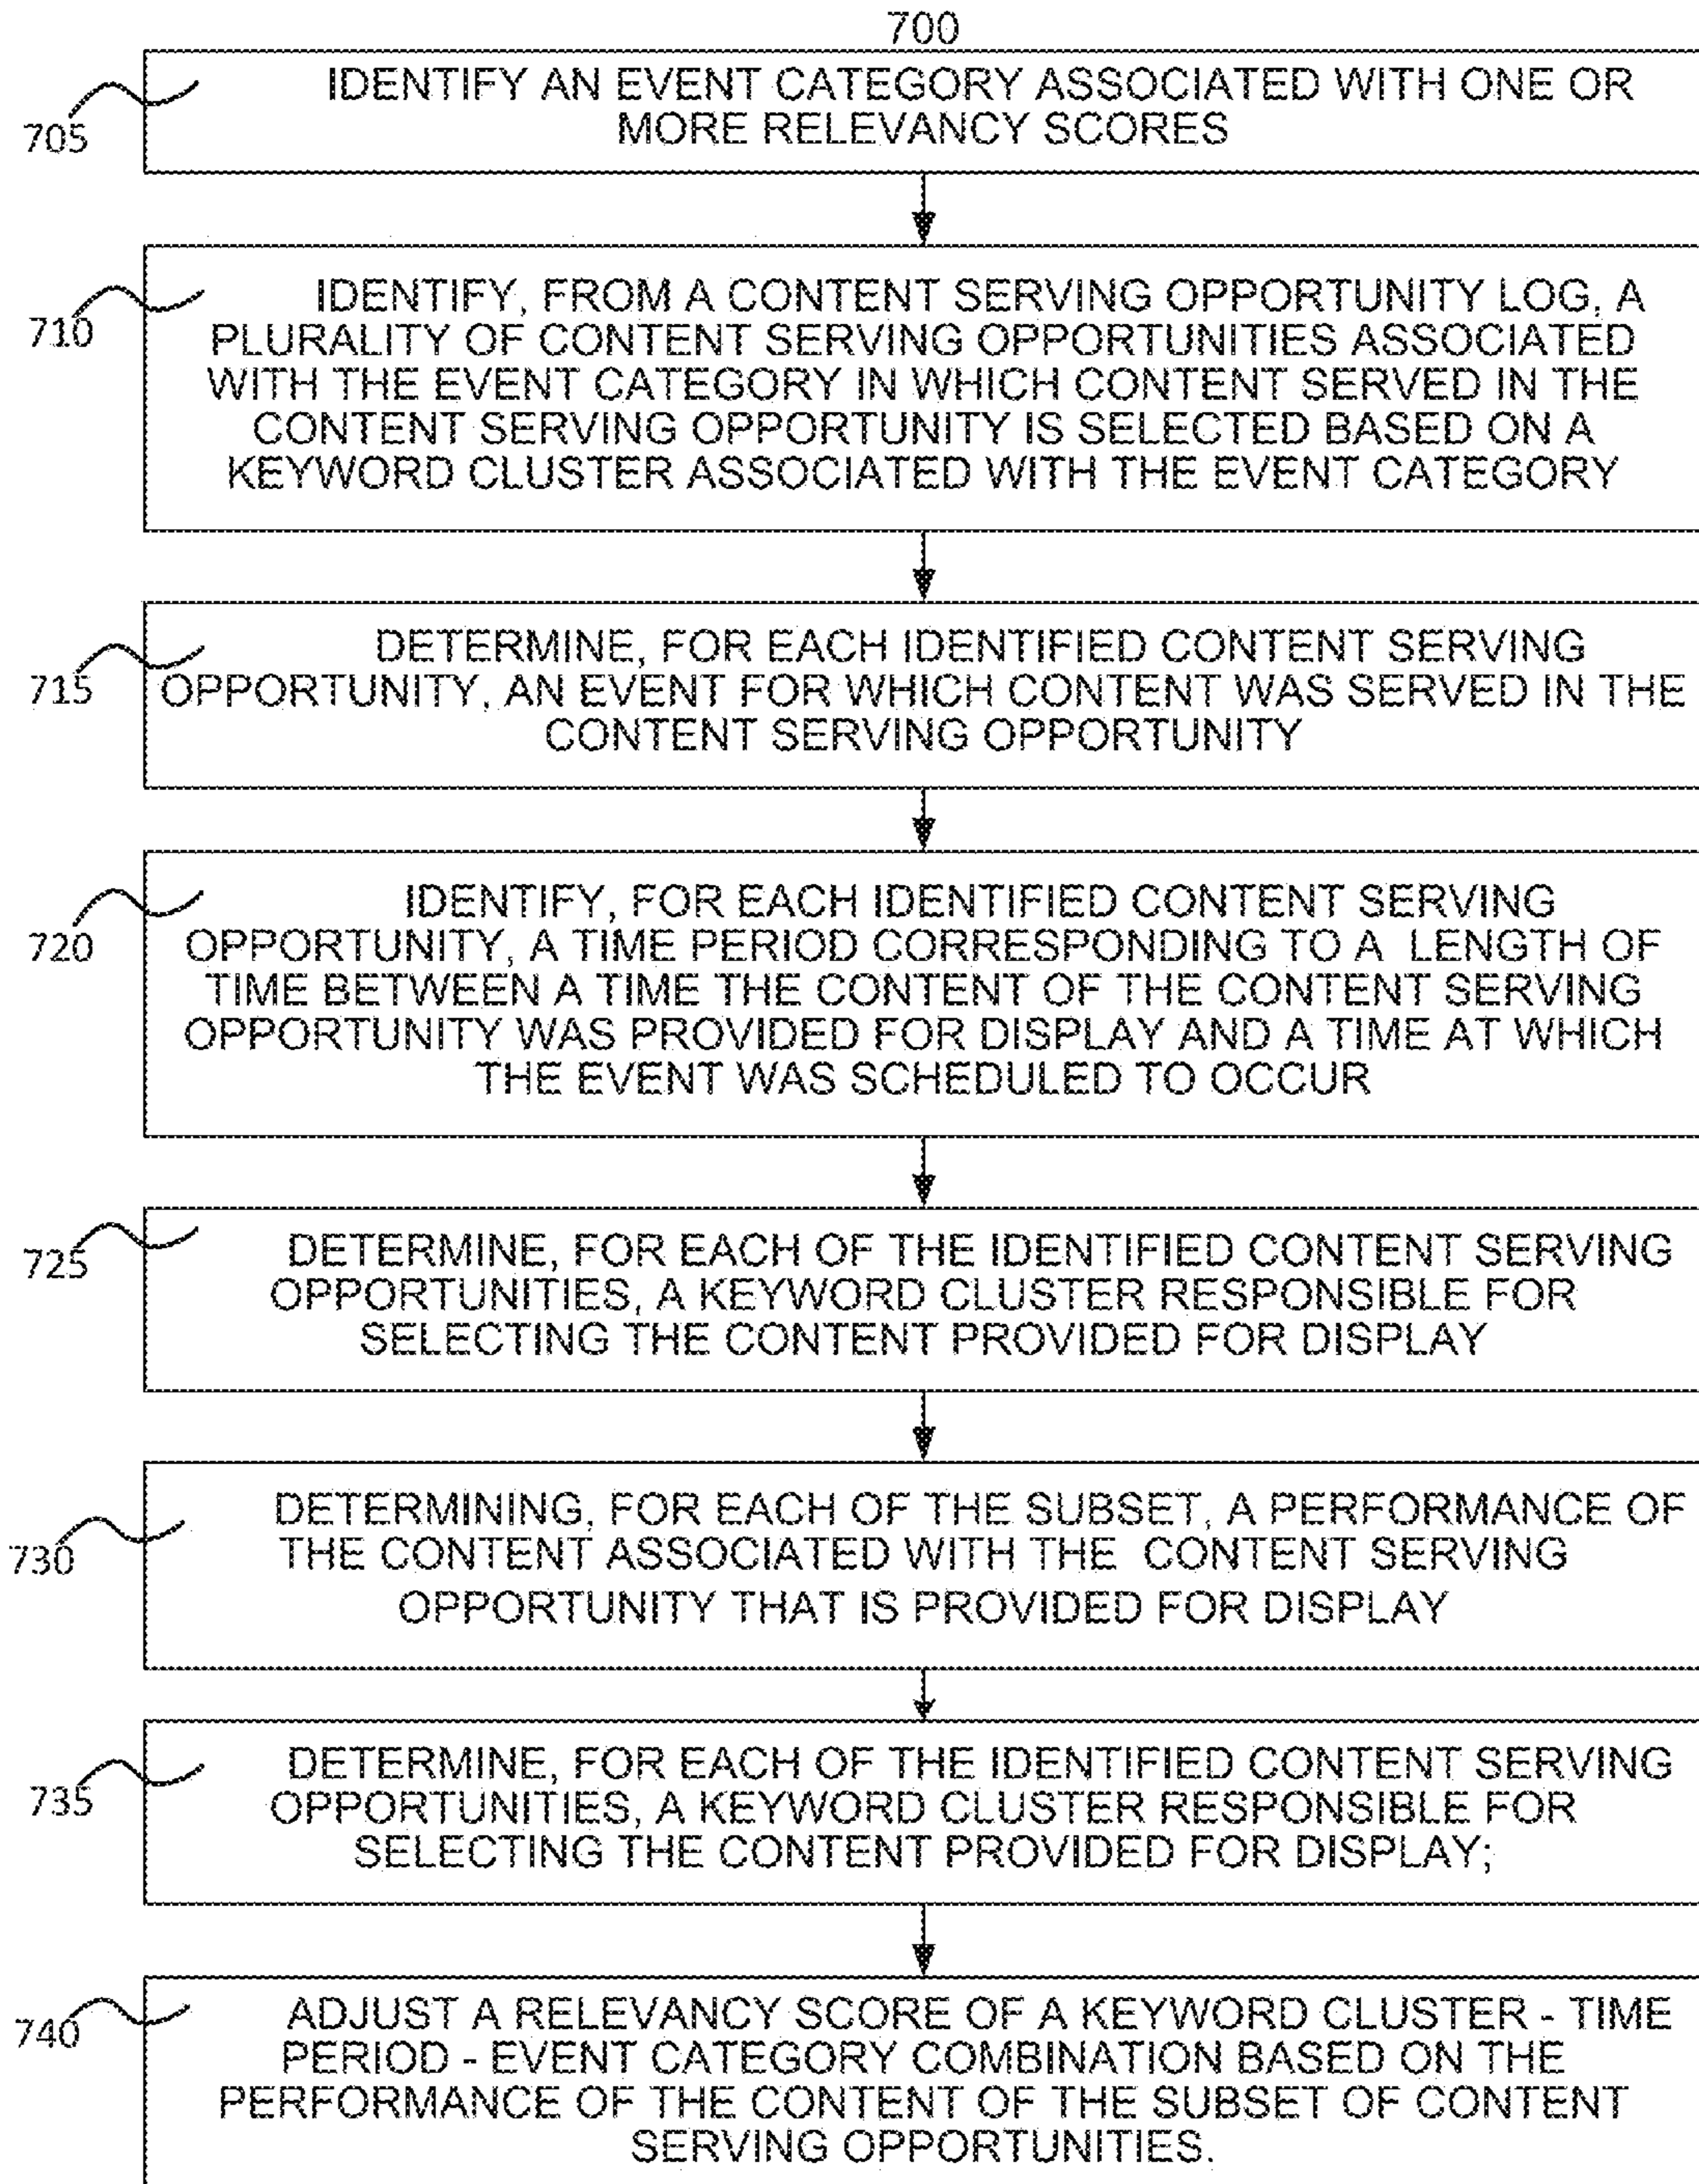 700
705
IDENTIFY AN EVENT CATEGORY ASSOCIATED WITH ONE OR
MORE RELEVANCY SCORES
710
IDENTIFY, FROM A CONTENT SERVING OPPORTUNITY LOG, A
PLURALITY OF CONTENT SERVING OPPORTUNITIES ASSOCIATED
WITH THE EVENT CATEGORY IN WHICH CONTENT SERVED IN THE
CONTENT SERVING OPPORTUNITY IS SELECTED BASED ON A
KEYWORD CLUSTER ASSOCIATED WITH THE EVENT CATEGORY
715
DETERMINE, FOR EACH IDENTIFIED CONTENT SERVING
OPPORTUNITY, AN EVENT FOR WHICH CONTENT WAS SERVED IN THE
CONTENT SERVING OPPORTUNITY
720
IDENTIFY, FOR EACH IDENTIFIED CONTENT SERVING
OPPORTUNITY, A TIME PERIOD CORRESPONDING TO A LENGTH OF
TIME BETWEEN A TIME THE CONTENT OF THE CONTENT SERVING
OPPORTUNITY WAS PROVIDED FOR DISPLAY AND A TIME AT WHICH
THE EVENT WAS SCHEDULED TO OCCUR
725
DETERMINE, FOR EACH OF THE IDENTIFIED CONTENT SERVING
OPPORTUNITIES, A KEYWORD CLUSTER RESPONSIBLE FOR
SELECTING THE CONTENT PROVIDED FOR DISPLAY
730
DETERMINING, FOR EACH OF THE SUBSET, A PERFORMANCE OF
THE CONTENT ASSOCIATED WITH THE CONTENT SERVING
OPPORTUNITY THAT IS PROVIDED FOR DISPLAY
735
DETERMINE, FOR EACH OF THE IDENTIFIED CONTENT SERVING
OPPORTUNITIES, A KEYWORD CLUSTER RESPONSIBLE FOR
SELECTING THE CONTENT PROVIDED FOR DISPLAY;
740
ADJUST A RELEVANCY SCORE OF A KEYWORD CLUSTER - TIME
PERIOD - EVENT CATEGORY COMBINATION BASED ON THE
PERFORMANCE OF THE CONTENT OF THE SUBSET OF CONTENT
SERVING OPPORTUNITIES.